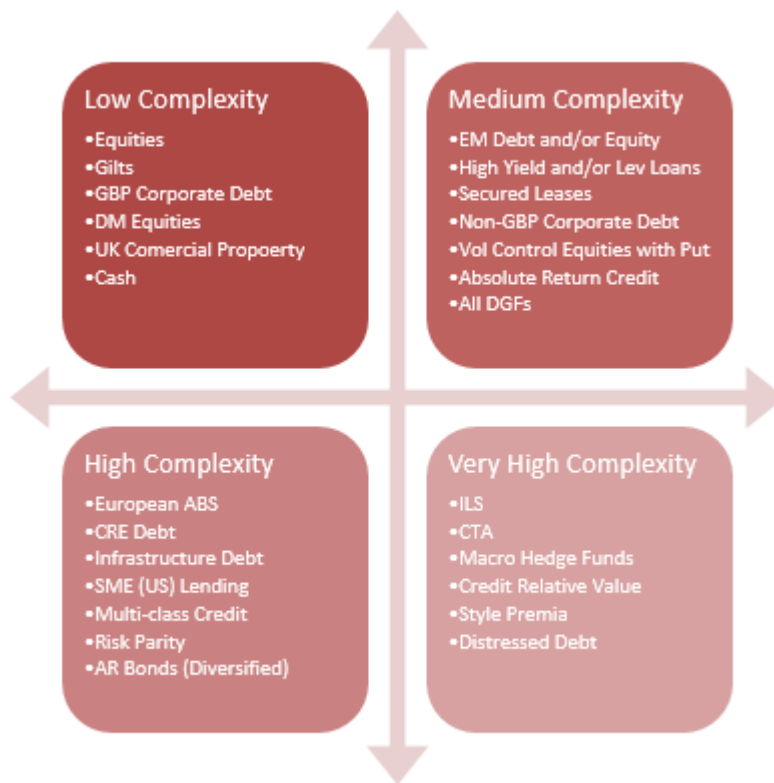 Low Complexity
•Equities
•Gilts
•GBP Corporate Debt
•DM Equities
•UK Comercial Propoerty
•Cash
Medium Complexity
•EM Debt and/or Equity
•High Yield and/or Lev Loans
•Secured Leases
•Non-GBP Corporate Debt
•Vol Control Equities with Put
•Absolute Return Credit
•All DGFs
High Complexity
•European ABS
•CRE Debt
•Infrastructure Debt
•SME (US) Lending
•Multi-class Credit
•Risk Parity
•AR Bonds (Diversified)
Very High Complexity
•ILS
•CTA
•Macro Hedge Funds
•Credit Relative Value
•Style Premia
•Distressed Debt